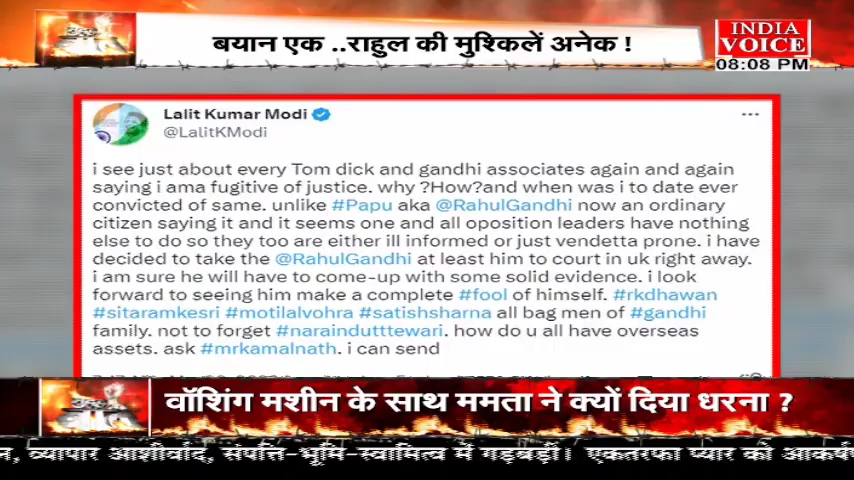 बयान एक ..राहुल की मुश्किलें अनेक !
INDIA
VOICE
08:08 PM
Lalit Kumar Modi
@LalitKModi
i see just about every Tom dick and gandhi associates again and again
saying i ama fugitive of justice. why ?How?and when was i to date ever
convicted of same. unlike #Papu aka @RahulGandhi now an ordinary
citizen saying it and it seems one and all oposition leaders have nothing
else to do so they too are either ill informed or just vendetta prone. i have
decided to take the @RahulGandhi at least him to court in uk right away.
i am sure he will have to come-up with some solid evidence. i look
forward to seeing him make a complete #fool of himself. #rkdhawan
#sitaramkesri #motilalvohra #satishsharna all bag men of #gandhi
family. not to forget #naraindutttewari. how do u all have overseas
assets. ask #mrkamalnath. i can send
वॉशिंग मशीन के साथ ममता ने क्यों दिया धरना ?
व्यापार आशीर्वाद, संपत्ति-भूमि-स्वामित्व में गड़बड़ी। एकतरफा प्यार को